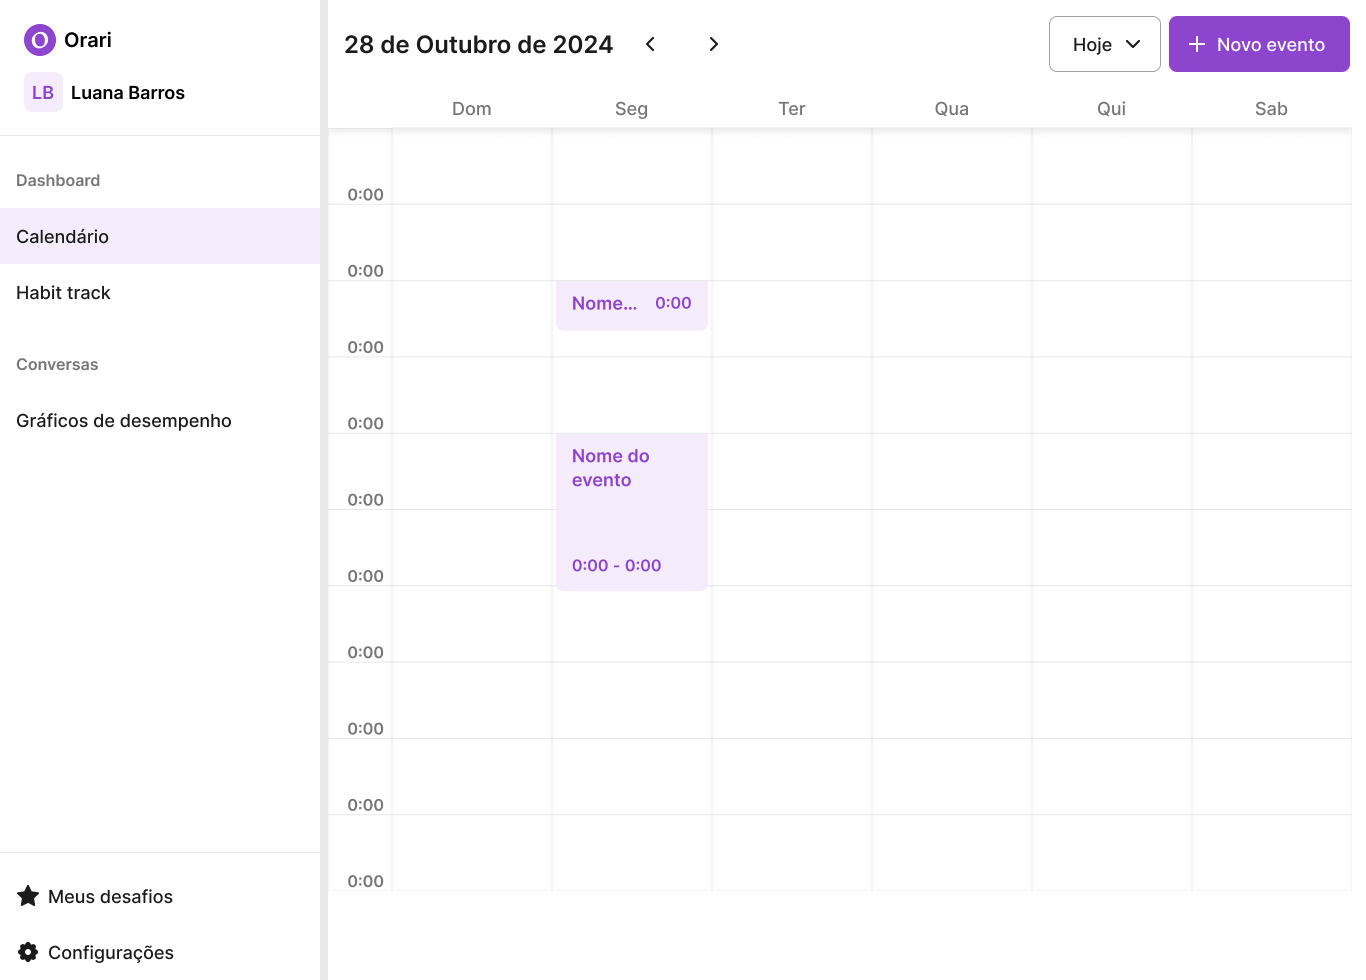 Orari
LB Luana Barros
Dashboard
Calendário
Habit track
Conversas
Gráficos de desempenho
Meus desafios
Configurações
28 de Outubro de 2024
Hoje
Novo evento
Dom Seg Ter Qua Qui Sab
0:00
0:00
Nome... 0:00
0:00
0:00
Nome do
evento
0:00
0:00 - 0:00
0:00
0:00
0:00
0:00
0:00